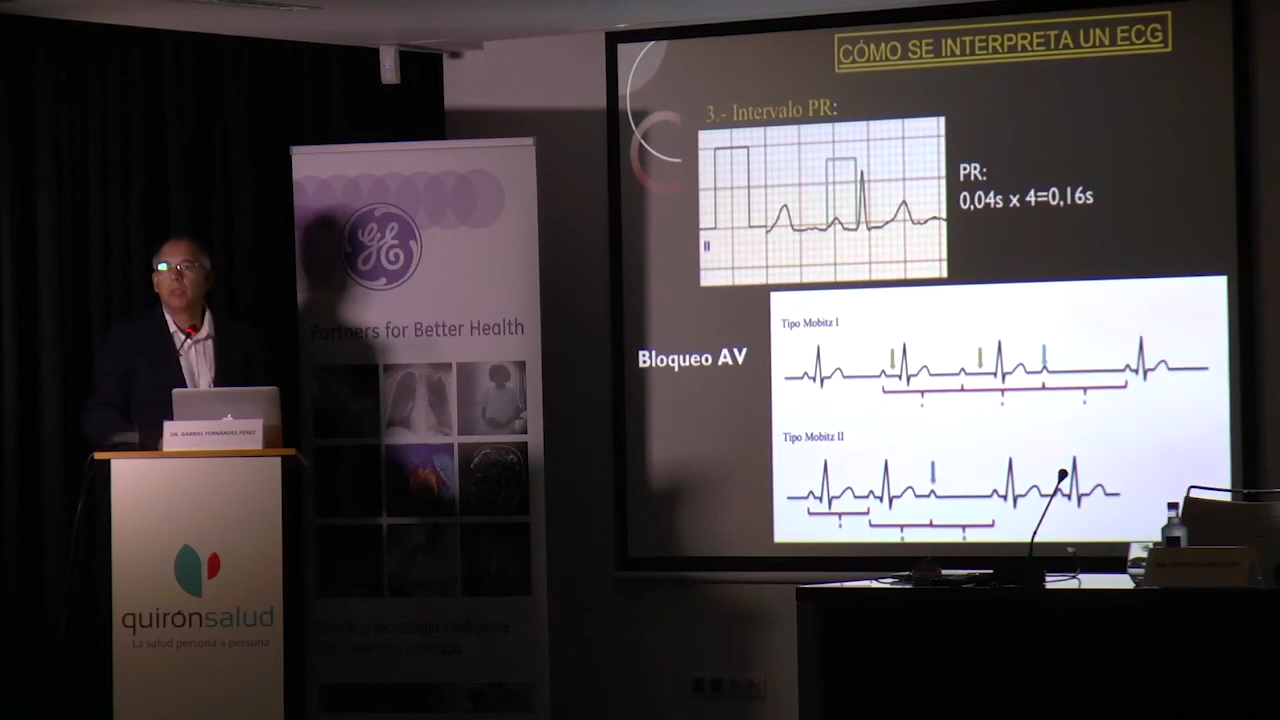 CÓMO SE INTERPRETA UN ECG
3.- Intervalo PR:
II
PR:
0,04s x 4=0,16s
Bloqueo AV
Tipo Mobitz I
Tipo Mobitz II
GE
Partners for Better Health
DR. GABRIEL FERNÁNDEZ PÉREZ
quirónsalud
La salud persona a persona